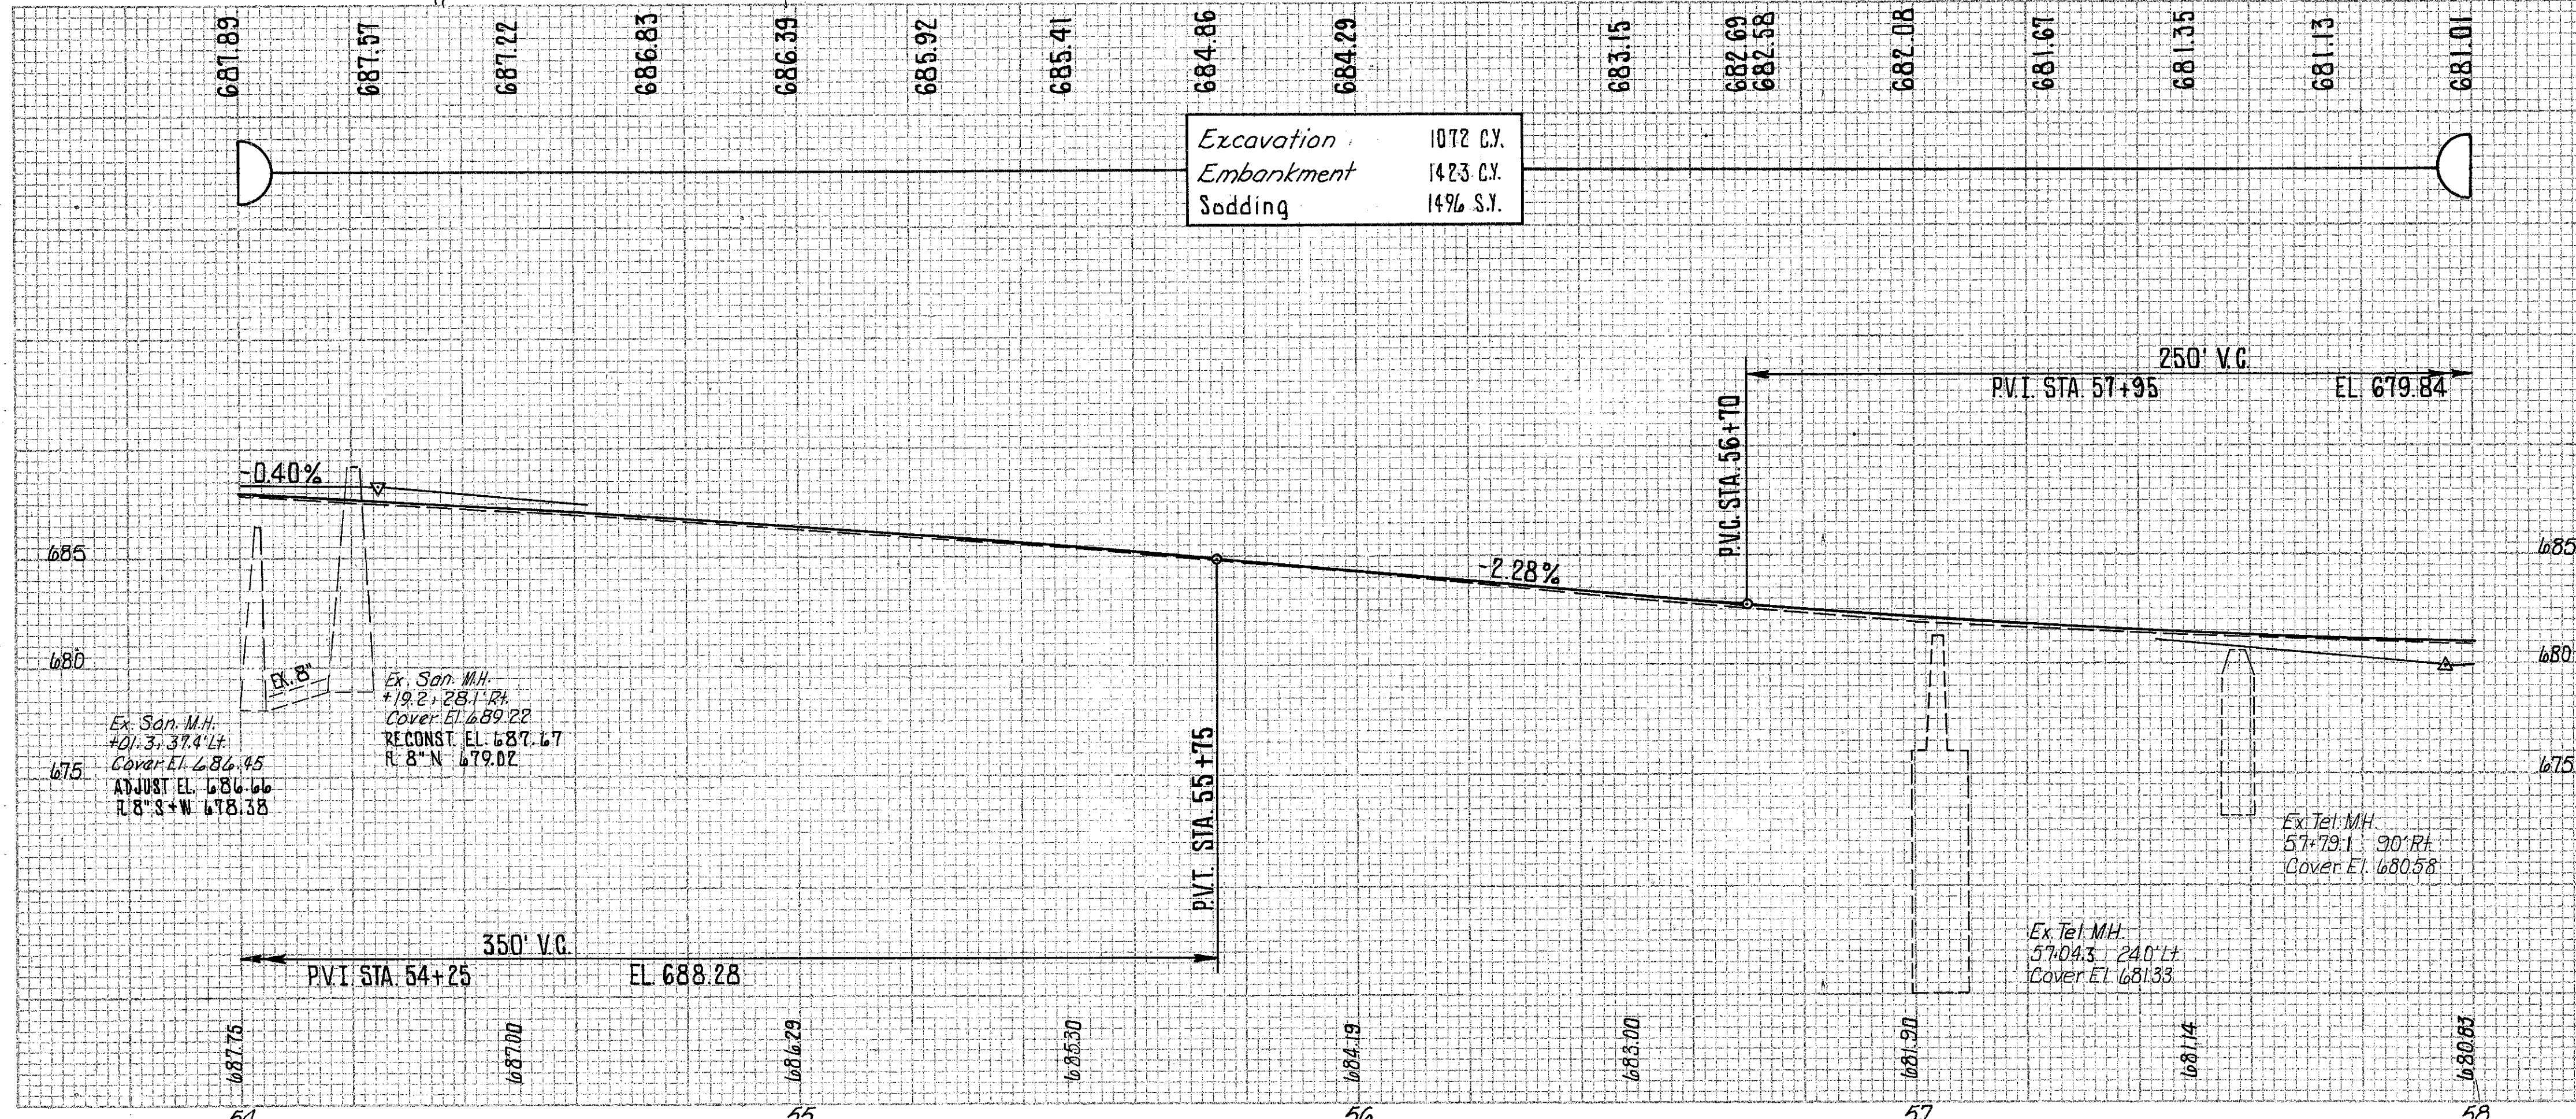 687.89
687.57
687.22
686.83
686.39
685.92
685.41
684.86
684.29
683.15
682.69
682.58
682.08
681.67
681.35
681.13
681.01
Excavation 1072 C.Y.
Embankment 1423 C.Y.
Sodding 1496 S.Y.
250' V.C.
P.V.I. STA. 57+95 EL. 679.84
P.V.C. STA. 56+70
-0.40%
-2.28%
685
685
680
680
675
675
EX. 8"
Ex. San. M.H.
+19.2, 28.1' Rt.
Cover El. 689.22
RECONST. EL. 687.67
FL 8" N 679.02
Ex. San. M.H.
+01.3, 37.4' Lt.
Cover El. 686.45
ADJUST EL. 686.66
FL 8" S+W 678.38
P.V.T. STA. 55+75
Ex Tel. M.H.
57+79.1 9.0' Rt.
Cover El. 680.58
Ex. Tel. M.H.
57+04.3 24.0' Lt.
Cover El. 681.33
350' V.C.
P.V.I. STA. 54+25 EL. 688.28
687.75
687.00
686.29
685.30
684.19
683.00
681.90
681.14
680.83
54
55
56
57
58